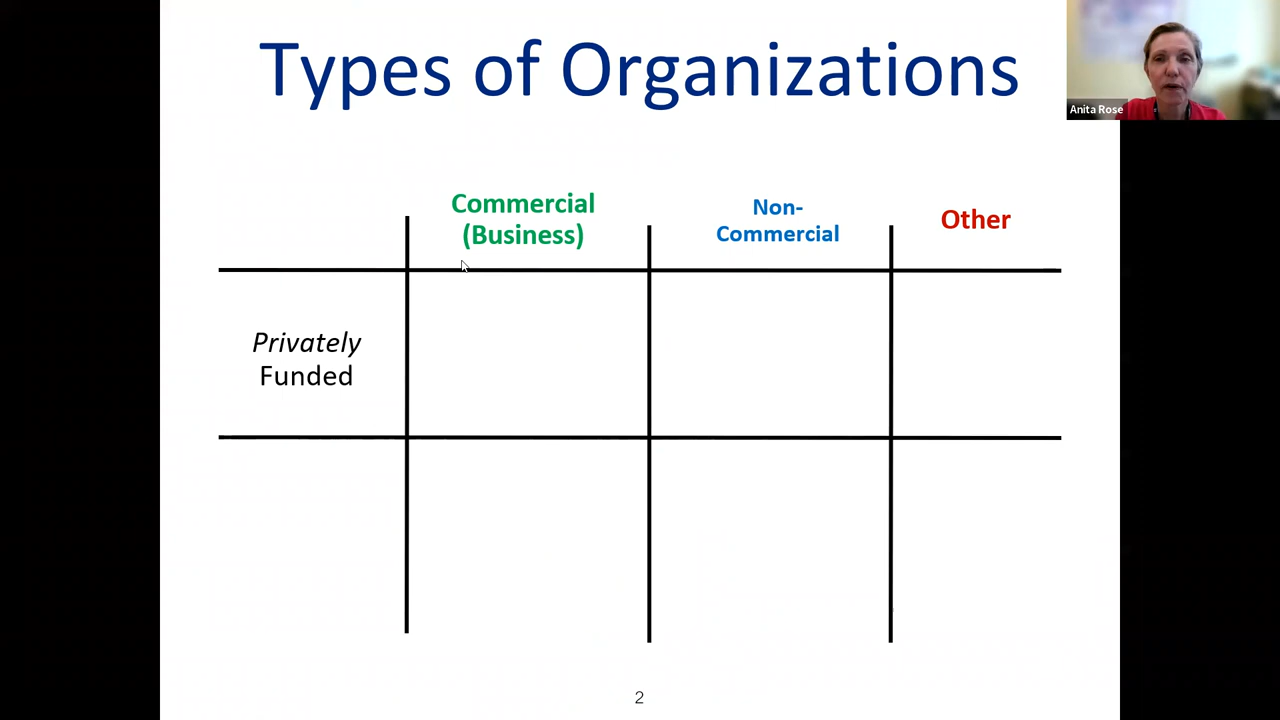 Types of Organizations
Anita Rose
Commercial
(Business)
Non-
Commercial
Other
Privately
Funded
2